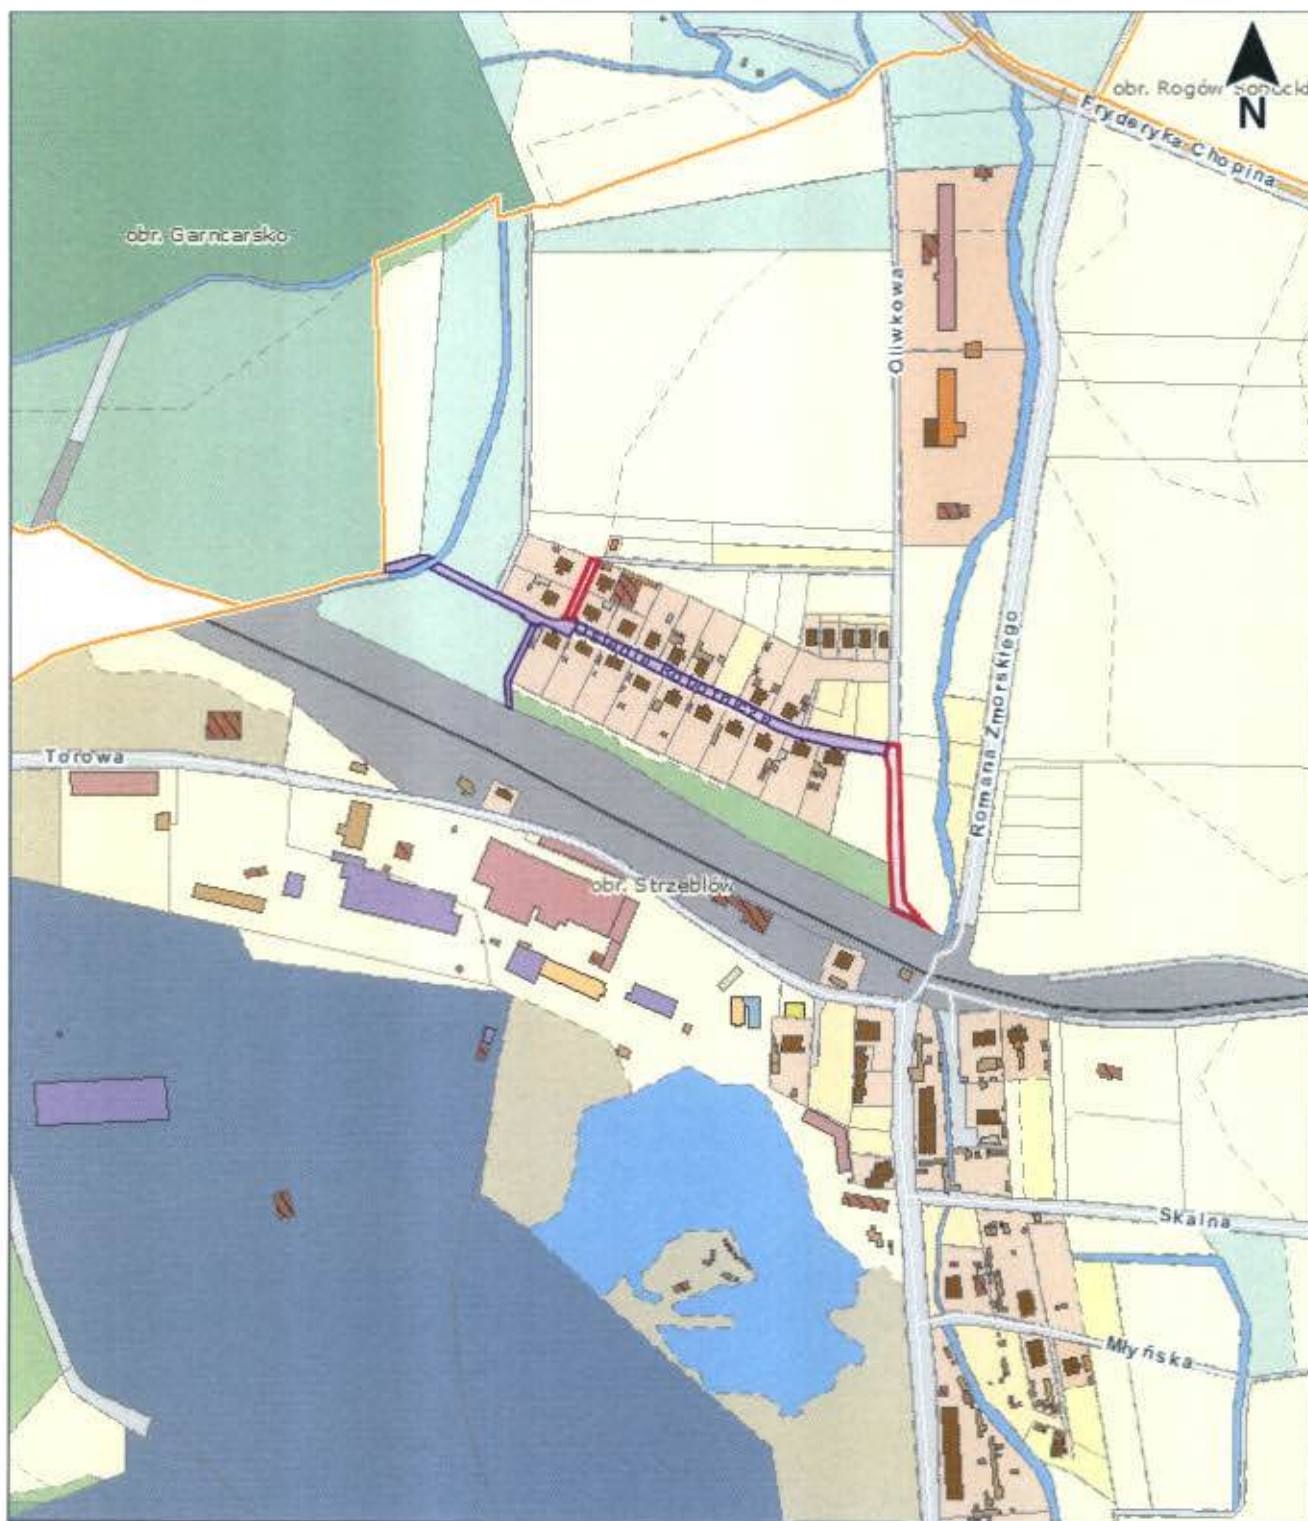 N
obr. Rogów Sobócki
Fryderyka Chopina
obr. Garncarsko
Oliwkowa
Romana Zmorskiego
Torowa
obr. Strzeblów
Skalna
Młyńska